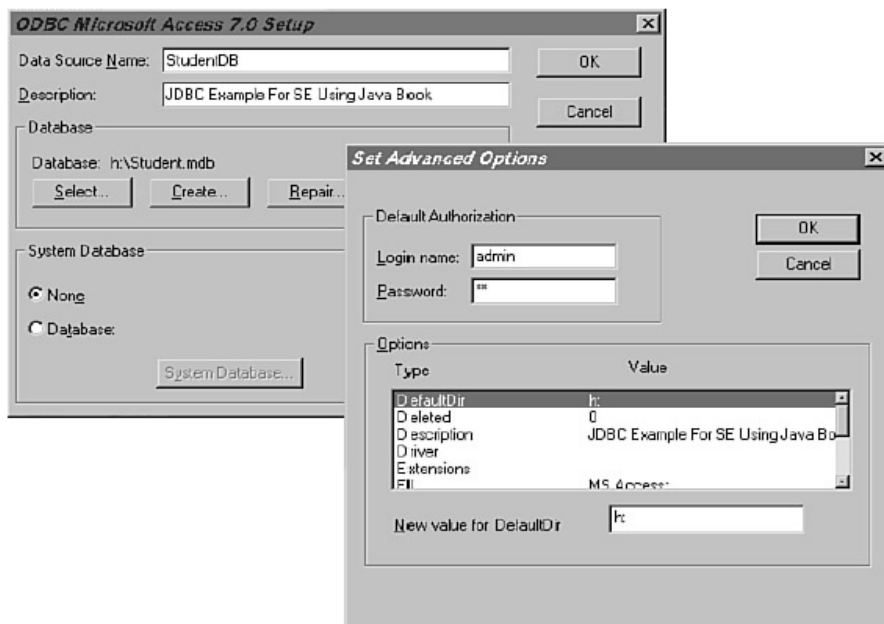 ODBC Microsoft Access 7.0 Setup
Data Source Name: StudentDB
OK
Description: JDBC Example For SE Using Java Book
Cancel
Database
Database: h:\Student.mdb
Select...
Create...
Repair...
System Database
None
Database:
System Database...
Set Advanced Options
Default Authorization
OK
Login name: admin
Cancel
Password: **
Options
Type Value
DefaultDir h:
Deleted 0
Description JDBC Example For SE Using Java Bo
Driver
Extensions
FIL MS Access;
New value for DefaultDir h: